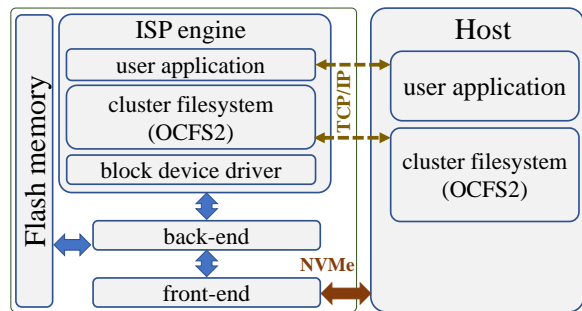 Flash memory
ISP engine
user application
cluster filesystem
(OCFS2)
block device driver
back-end
front-end
TCP/IP
NVMe
Host
user application
cluster filesystem
(OCFS2)